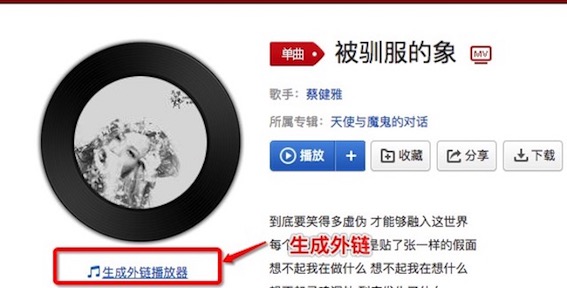 单曲 被驯服的象 MV
歌手：蔡健雅
所属专辑：天使与魔鬼的对话
播放 + 收藏 分享 下载
到底要笑得多虚伪 才能够融入这世界
每个 是贴了张一样的假面
生成外链
想不起我在做什么 想不起我在想什么
生成外链播放器